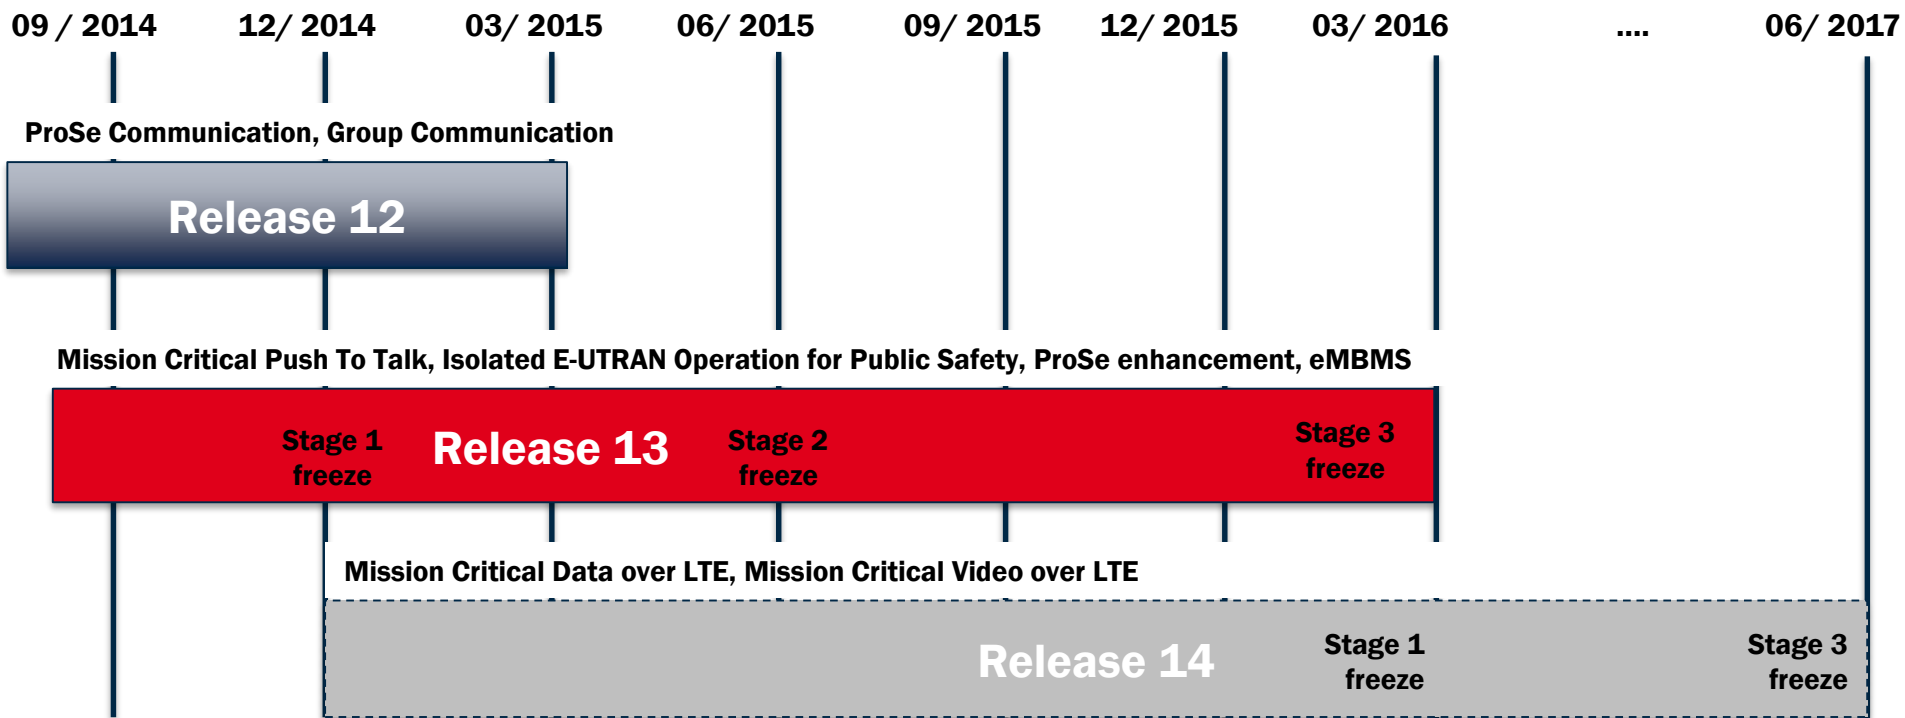 09 / 2014 12/ 2014 03/ 2015 06/ 2015 09/ 2015 12/ 2015 03/ 2016 .... 06/ 2017
ProSe Communication, Group Communication
Release 12
Mission Critical Push To Talk, Isolated E-UTRAN Operation for Public Safety, ProSe enhancement, eMBMS
Stage 1
freeze
Release 13
Stage 2
freeze
Stage 3
freeze
Mission Critical Data over LTE, Mission Critical Video over LTE
Release 14
Stage 1
freeze
Stage 3
freeze